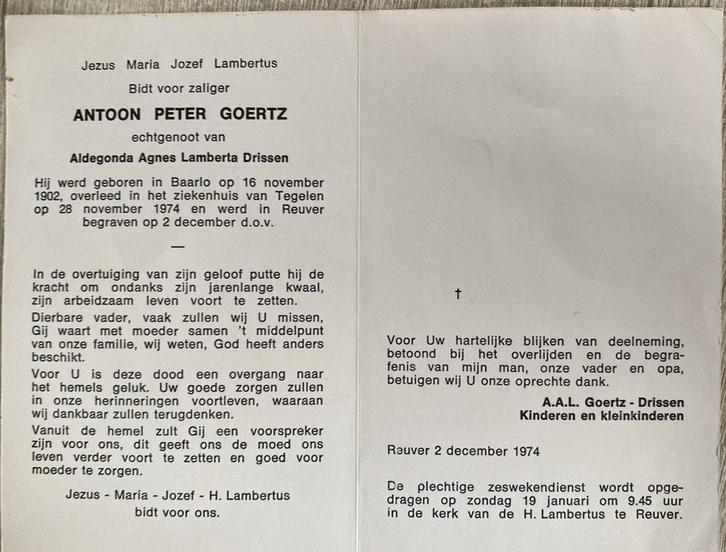 Jezus Maria Jozef Lambertus
Bidt voor zaliger
ANTOON PETER GOERTZ
echtgenoot van
Aldegonda Agnes Lamberta Drissen
Hij werd geboren in Baarlo op 16 november
1902, overleed in het ziekenhuis van Tegelen
op 28 november 1974 en werd in Reuver
begraven op 2 december d.o.v.
—
In de overtuiging van zijn geloof putte hij de
kracht om ondanks zijn jarenlange kwaal,
zijn arbeidzaam leven voort te zetten.
Dierbare vader, vaak zullen wij U missen,
Gij waart met moeder samen 't middelpunt
van onze familie, wij weten, God heeft anders
beschikt.
Voor U is deze dood een overgang naar
het hemels geluk. Uw goede zorgen zullen
in onze herinneringen voortleven, waaraan
wij dankbaar zullen terugdenken.
Vanuit de hemel zult Gij een voorspreker
zijn voor ons, dit geeft ons de moed ons
leven verder voort te zetten en goed voor
moeder te zorgen.
Jezus - Maria - Jozef - H. Lambertus
bidt voor ons.
†
Voor Uw hartelijke blijken van deelneming,
betoond bij het overlijden en de begra-
fenis van mijn man, onze vader en opa,
betuigen wij U onze oprechte dank.
A.A.L. Goertz - Drissen
Kinderen en kleinkinderen
Reuver 2 december 1974
De plechtige zeswekendienst wordt opge-
dragen op zondag 19 januari om 9.45 uur
in de kerk van de H. Lambertus te Reuver.